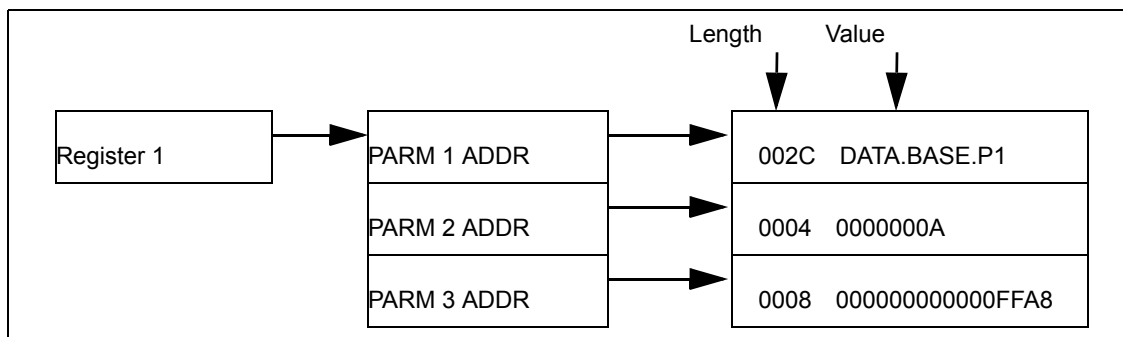 Length Value
Register 1 PARM 1 ADDR 002C DATA.BASE.P1
PARM 2 ADDR 0004 0000000A
PARM 3 ADDR 0008 000000000000FFA8